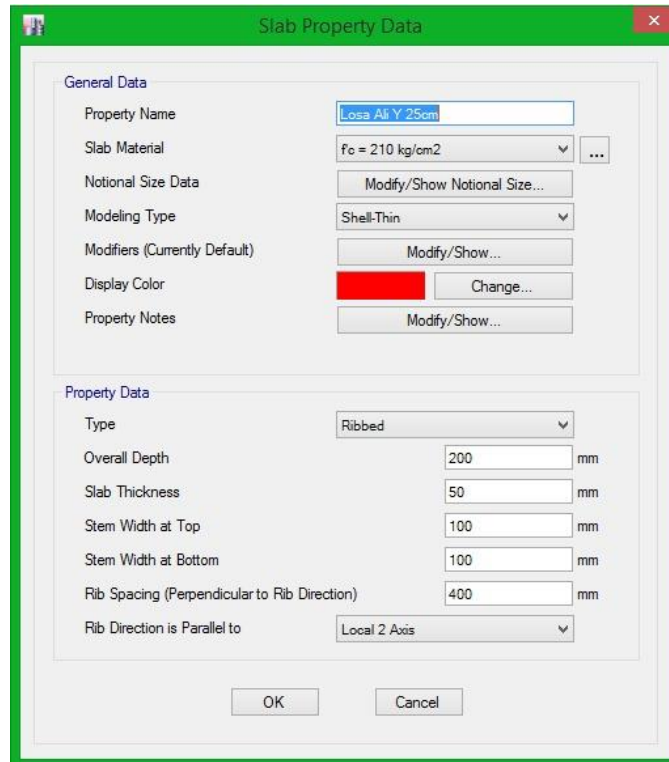 Slab Property Data
General Data
Property Name Losa Ali Y 25cm
Slab Material f'c = 210 kg/cm2 ...
Notional Size Data Modify/Show Notional Size...
Modeling Type Shell-Thin
Modifiers (Currently Default) Modify/Show...
Display Color Change...
Property Notes Modify/Show...
Property Data
Type Ribbed
Overall Depth 200 mm
Slab Thickness 50 mm
Stem Width at Top 100 mm
Stem Width at Bottom 100 mm
Rib Spacing (Perpendicular to Rib Direction) 400 mm
Rib Direction is Parallel to Local 2 Axis
OK Cancel